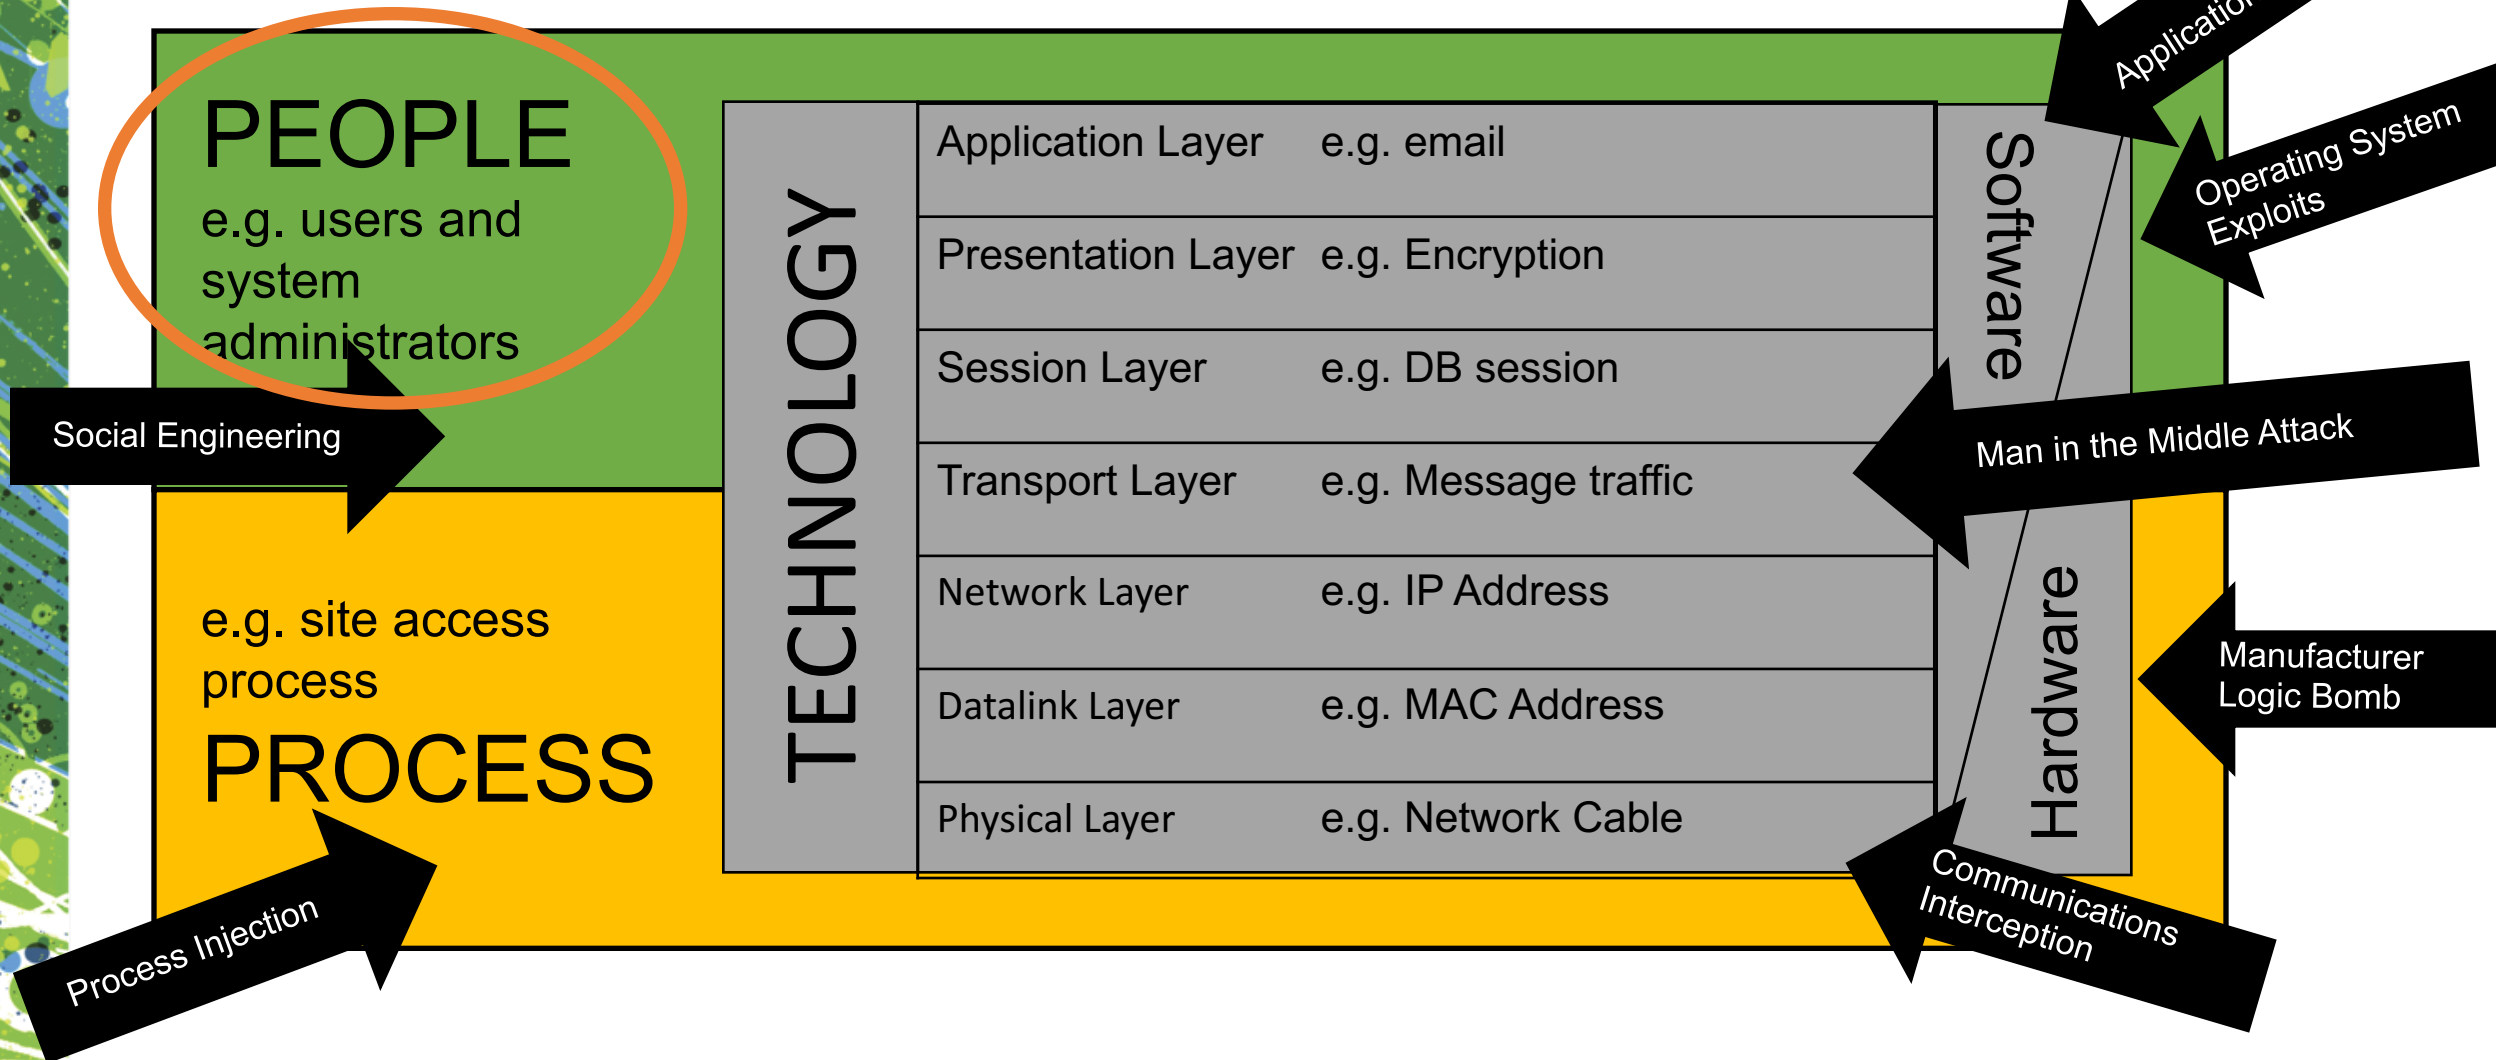 PEOPLE
e.g. users and
system
administrators
Social Engineering
e.g. site access
process
PROCESS
Process Injection
TECHNOLOGY
Application Layer e.g. email
Presentation Layer e.g. Encryption
Session Layer e.g. DB session
Transport Layer e.g. Message traffic
Network Layer e.g. IP Address
Datalink Layer e.g. MAC Address
Physical Layer e.g. Network Cable
Software
Hardware
Application
Operating System
Exploits
Man in the Middle Attack
Manufacturer
Logic Bomb
Communications
Interception